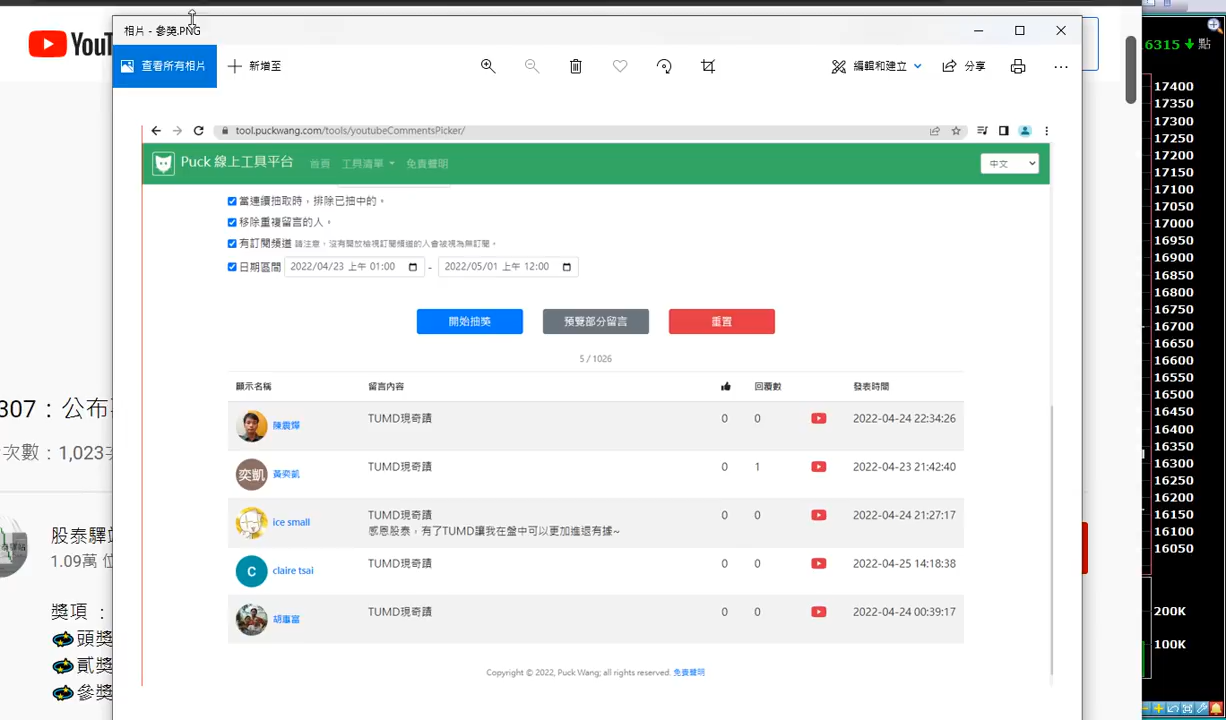 相片 - 參獎.PNG
查看所有相片
新增至
編輯和建立
分享
YouT
tool.puckwang.com/tools/youtubeCommentsPicker/
Puck 線上工具平台
首頁
工具清單
免責聲明
中文
當連續抽取時，排除已抽中的。
移除重複留言的人。
有訂閱頻道 請注意，沒有開放檢視訂閱頻道的人會被視為無訂閱。
日期區間 2022/04/23 上午 01:00 - 2022/05/01 上午 12:00
開始抽獎
預覽部分留言
重置
5 / 1026
顯示名稱 留言內容 回覆數 發表時間
陳震燁 TUMD現奇蹟 0 0 2022-04-24 22:34:26
奕凱 黃奕凱 TUMD現奇蹟 0 1 2022-04-23 21:42:40
ice small TUMD現奇蹟 0 0 2022-04-24 21:27:17
感恩股泰，有了TUMD讓我在盤中可以更加進退有據~
C claire tsai TUMD現奇蹟 0 0 2022-04-25 14:18:38
胡惠富 TUMD現奇蹟 0 0 2022-04-24 00:39:17
Copyright © 2022, Puck Wang; all rights reserved. 免責聲明
307：公布
次數：1,023
股泰驛站
1.09萬 位
獎項 ：
頭獎
貳獎
參獎
6315 點
17400
17350
17300
17250
17200
17150
17100
17050
17000
16950
16900
16850
16800
16750
16700
16650
16600
16550
16500
16450
16400
16350
16300
16250
16200
16150
16100
16050
200K
100K